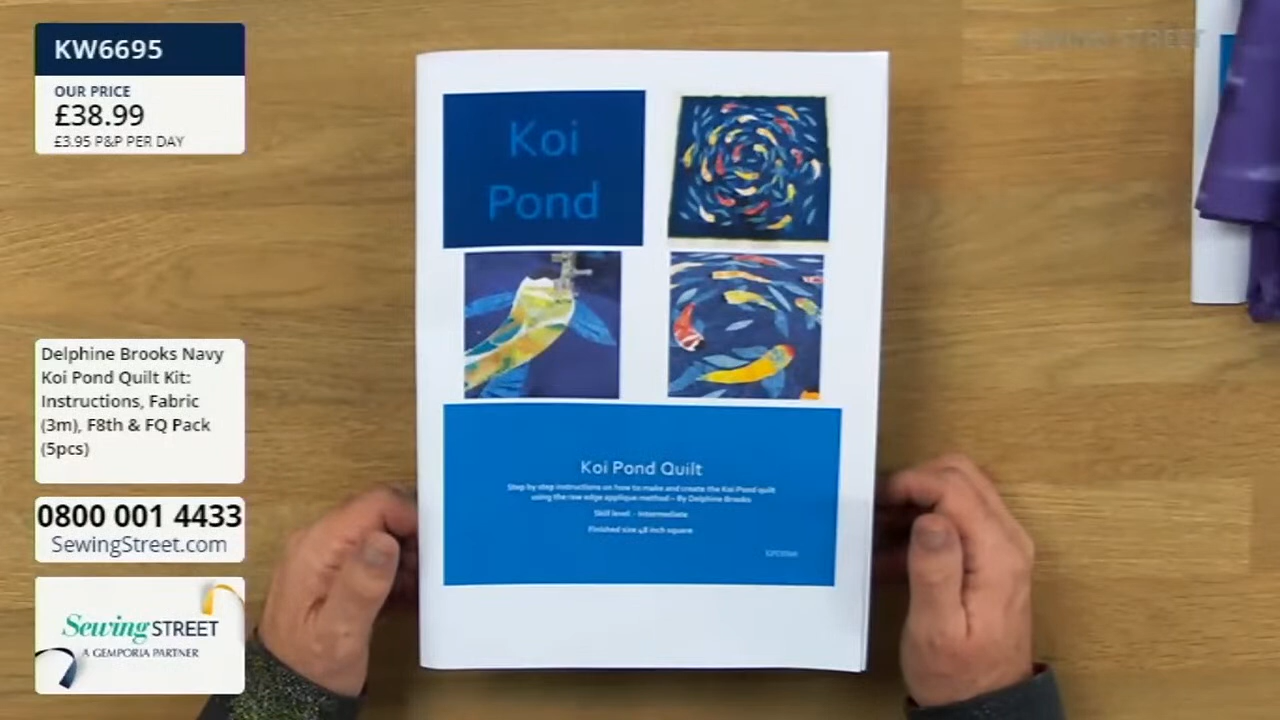 KW6695
OUR PRICE
£38.99
£3.95 P&P PER DAY
SEWING STREET
Koi
Pond
Koi Pond Quilt
Step by step instructions on how to make and create the Koi Pond quilt
using the raw edge applique method – By Delphine Brooks
Skill level - Intermediate
Finished size 48 inch square
Delphine Brooks Navy
Koi Pond Quilt Kit:
Instructions, Fabric
(3m), F8th & FQ Pack
(5pcs)
0800 001 4433
SewingStreet.com
Sewing STREET
A GEMPORIA PARTNER